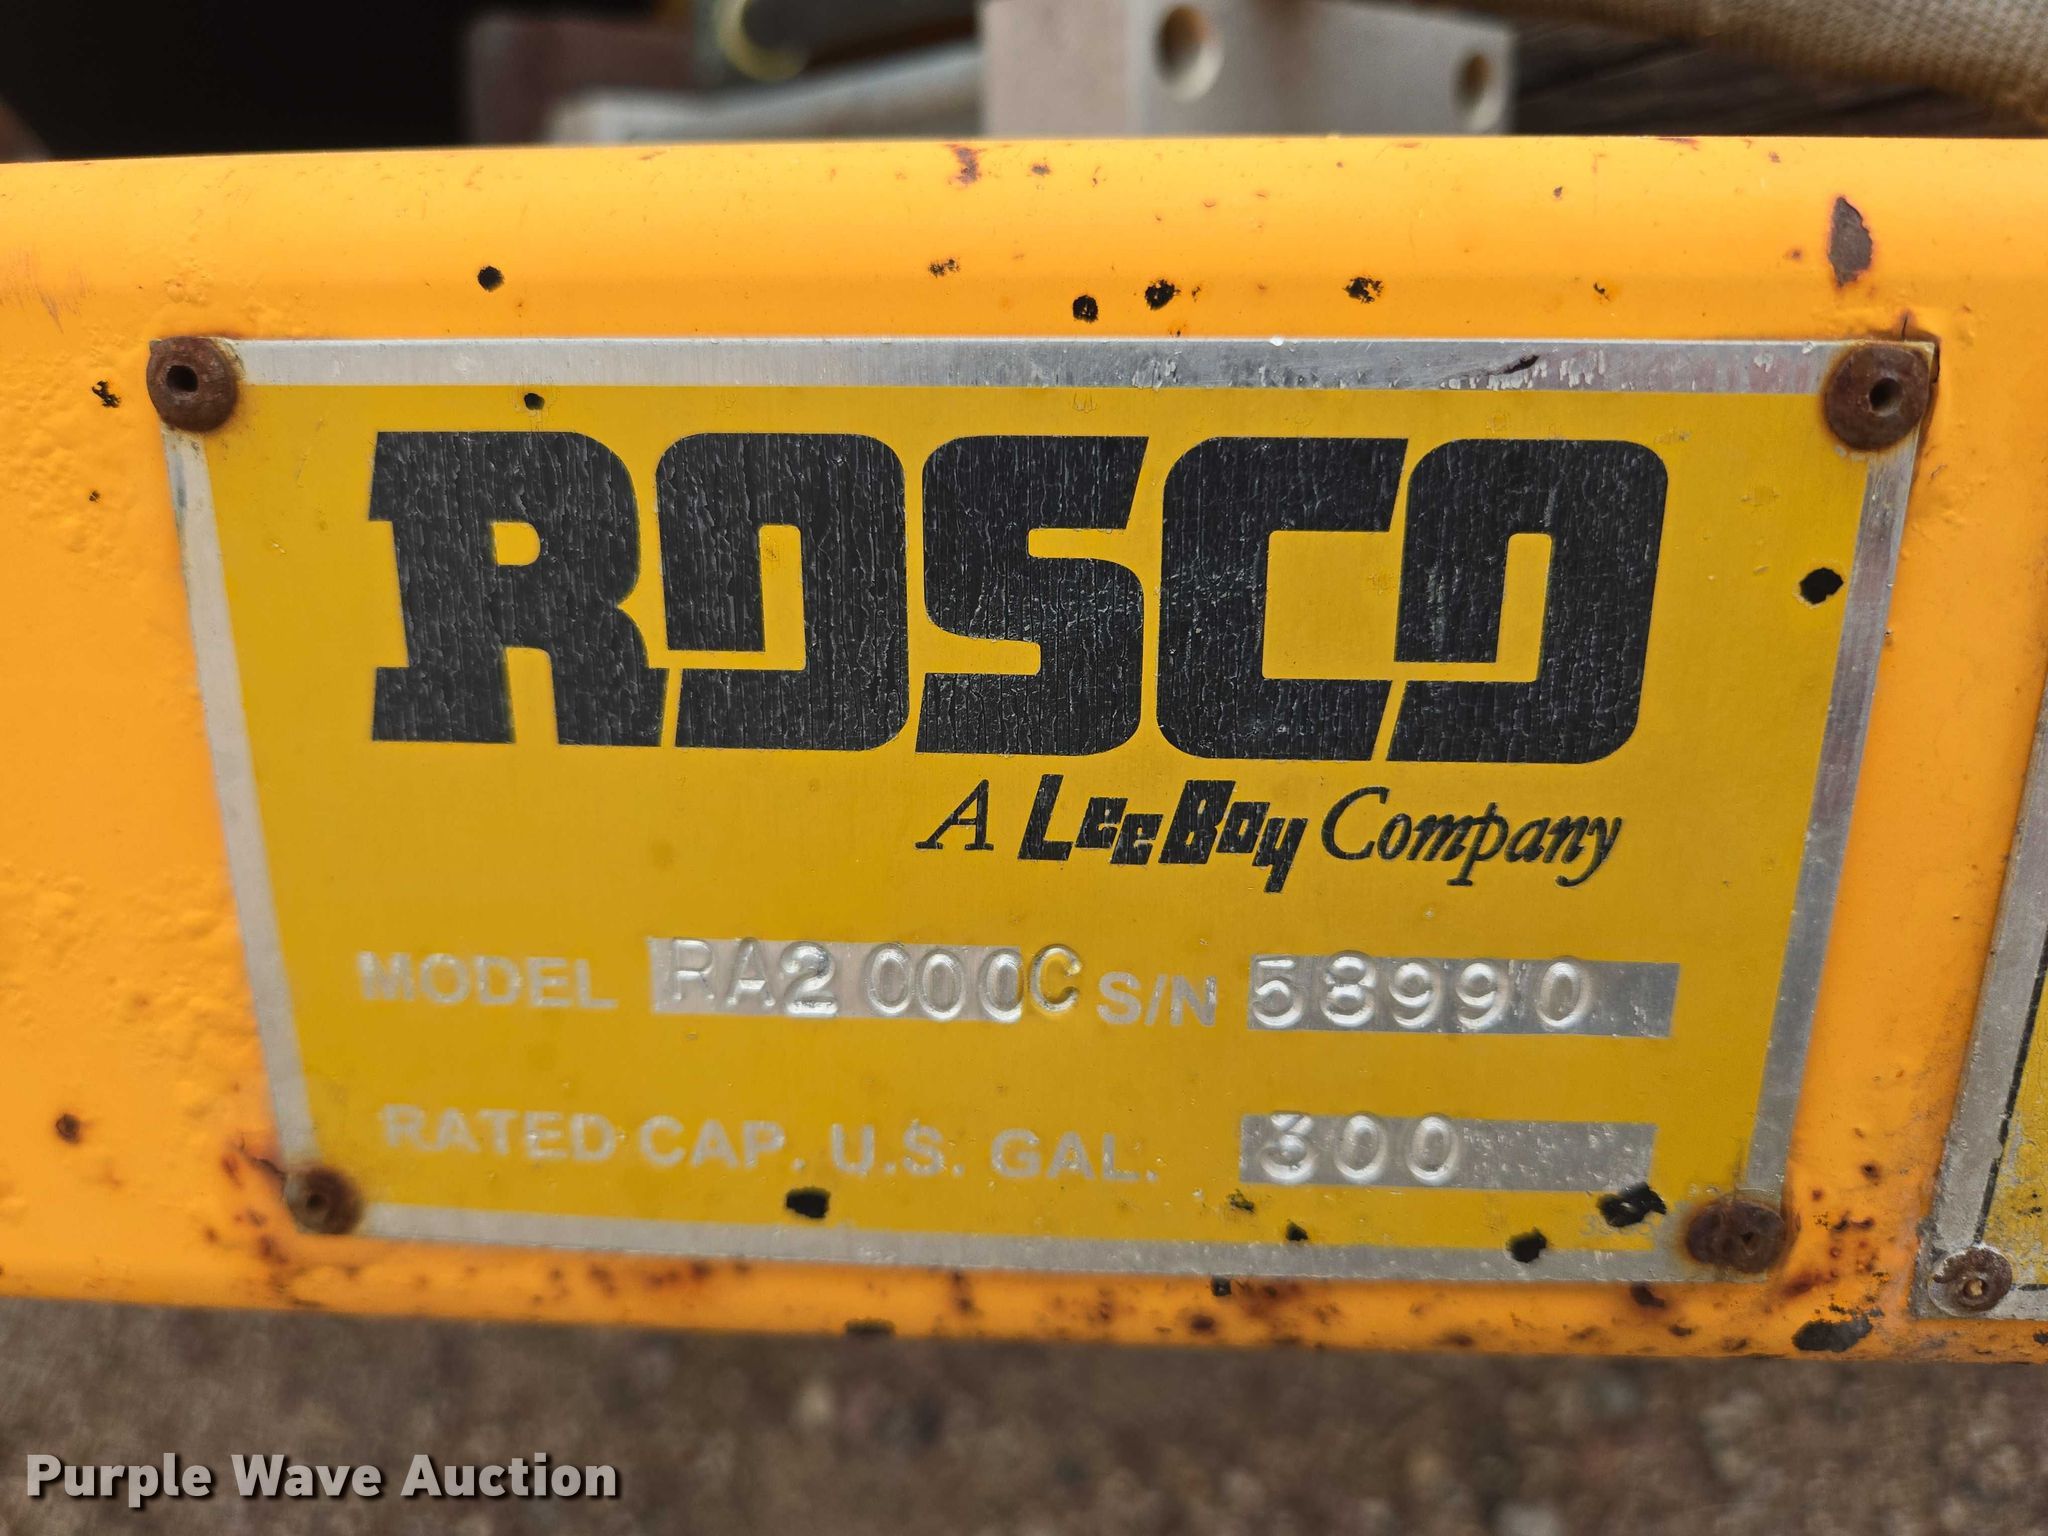 ROSCO
A LeeBoy Company
MODEL RA2000C S/N 58990
RATED CAP. U.S. GAL. 300
Purple Wave Auction